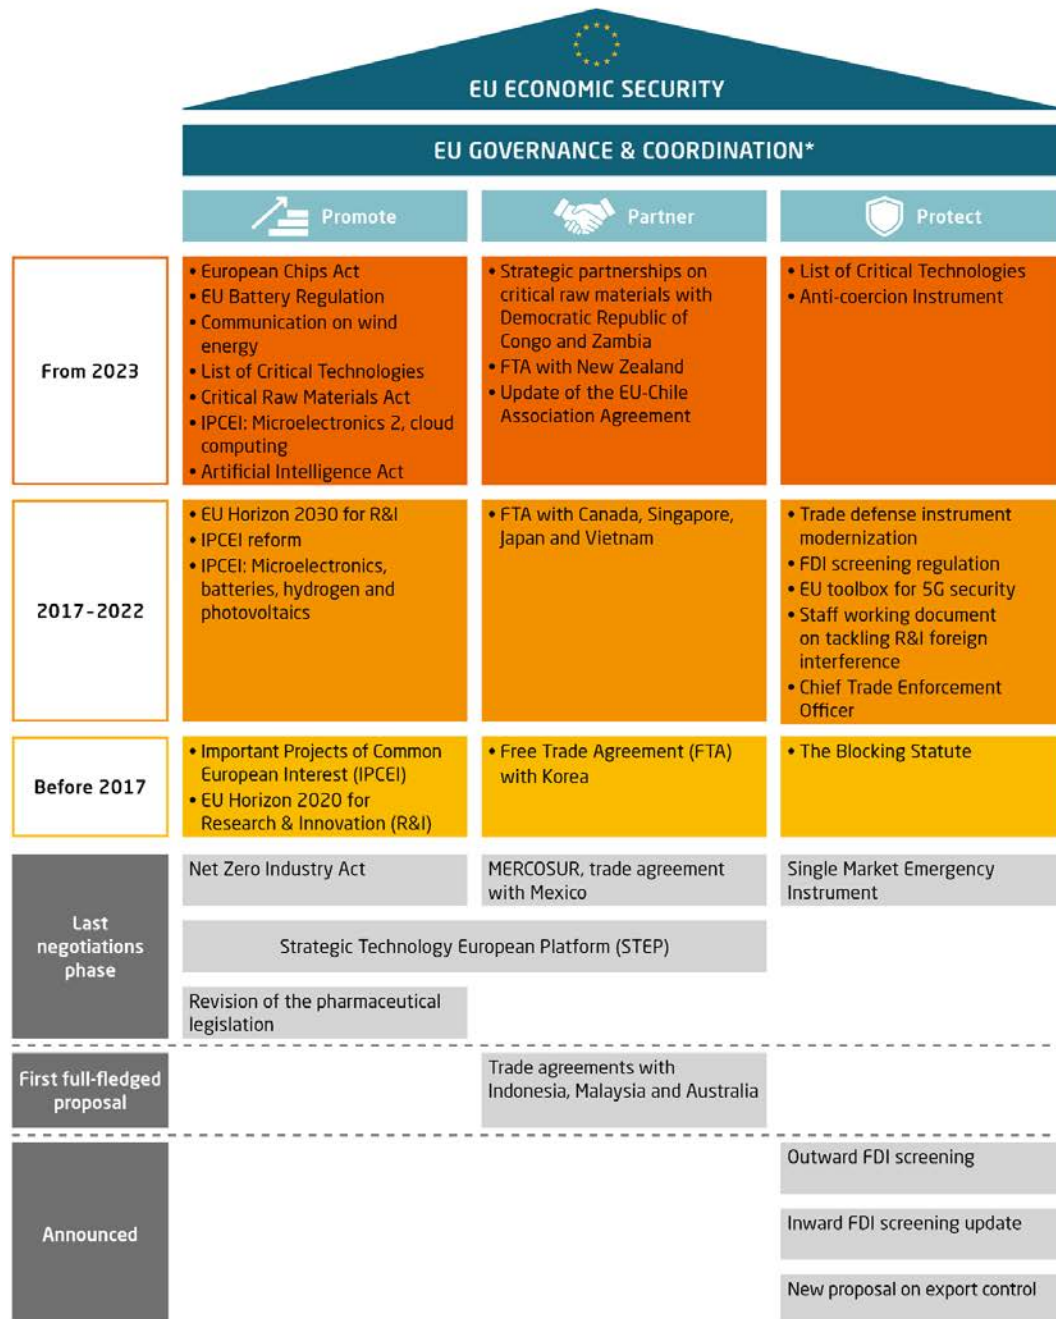 EU ECONOMIC SECURITY
EU GOVERNANCE & COORDINATION*
Promote
Partner
Protect
From 2023
• European Chips Act
• EU Battery Regulation
• Communication on wind
energy
• List of Critical Technologies
• Critical Raw Materials Act
• IPCEI: Microelectronics 2, cloud
computing
• Artificial Intelligence Act
• Strategic partnerships on
critical raw materials with
Democratic Republic of
Congo and Zambia
• FTA with New Zealand
• Update of the EU-Chile
Association Agreement
• List of Critical Technologies
• Anti-coercion Instrument
2017–2022
• EU Horizon 2030 for R&I
• IPCEI reform
• IPCEI: Microelectronics,
batteries, hydrogen and
photovoltaics
• FTA with Canada, Singapore,
Japan and Vietnam
• Trade defense instrument
modernization
• FDI screening regulation
• EU toolbox for 5G security
• Staff working document
on tackling R&I foreign
interference
• Chief Trade Enforcement
Officer
Before 2017
• Important Projects of Common
European Interest (IPCEI)
• EU Horizon 2020 for
Research & Innovation (R&I)
• Free Trade Agreement (FTA)
with Korea
• The Blocking Statute
Last
negotiations
phase
Net Zero Industry Act
MERCOSUR, trade agreement
with Mexico
Single Market Emergency
Instrument
Strategic Technology European Platform (STEP)
Revision of the pharmaceutical
legislation
First full-fledged
proposal
Trade agreements with
Indonesia, Malaysia and Australia
Announced
Outward FDI screening
Inward FDI screening update
New proposal on export control